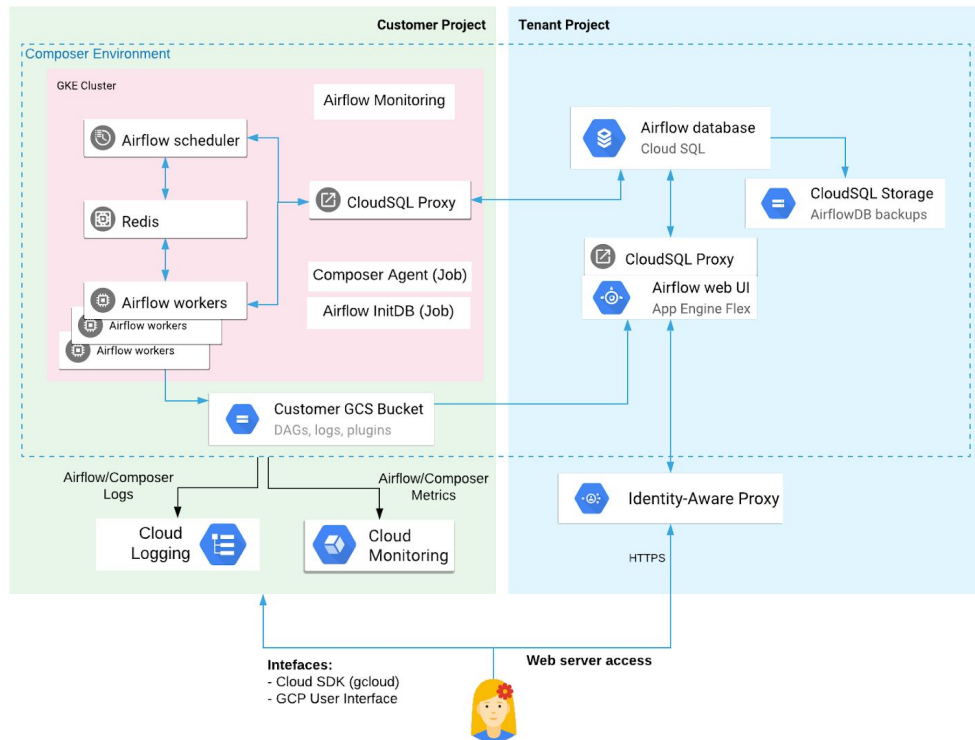 Customer Project
Tenant Project
Composer Environment
GKE Cluster
Airflow Monitoring
Airflow scheduler
Redis
Airflow workers
Airflow workers
Airflow workers
CloudSQL Proxy
Composer Agent (Job)
Airflow InitDB (Job)
Customer GCS Bucket
DAGs, logs, plugins
Airflow database
Cloud SQL
CloudSQL Storage
AirflowDB backups
CloudSQL Proxy
Airflow web UI
App Engine Flex
Airflow/Composer
Logs
Airflow/Composer
Metrics
Cloud
Logging
Cloud
Monitoring
Identity-Aware Proxy
HTTPS
Intefaces:
- Cloud SDK (gcloud)
- GCP User Interface
Web server access